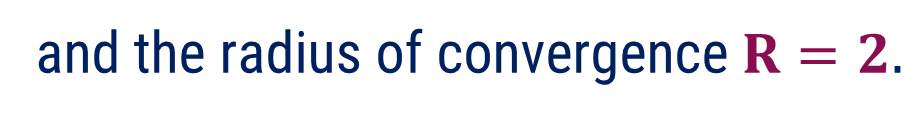 and the radius of convergence R = 2.